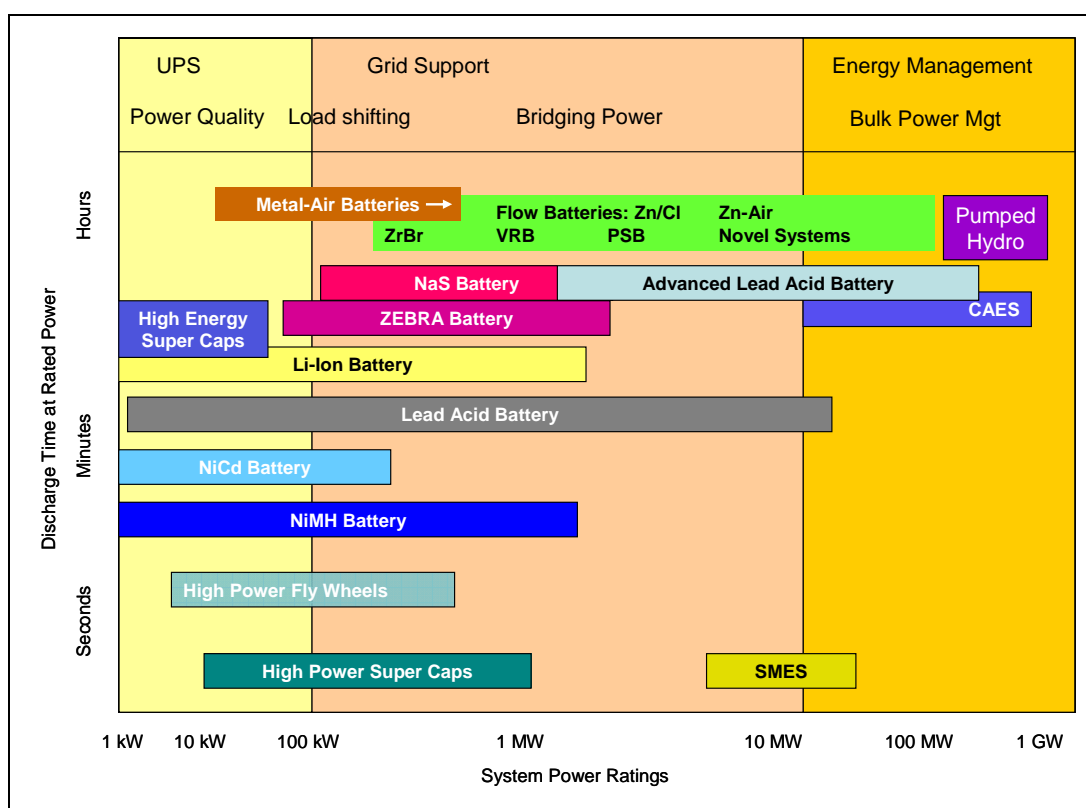 UPS
Grid Support
Energy Management
Power Quality
Load shifting
Bridging Power
Bulk Power Mgt
Discharge Time at Rated Power
Hours
Minutes
Seconds
Metal-Air Batteries →
Flow Batteries: Zn/Cl Zn-Air
ZrBr VRB PSB Novel Systems
Pumped
Hydro
NaS Battery
Advanced Lead Acid Battery
High Energy
Super Caps
ZEBRA Battery
CAES
Li-Ion Battery
Lead Acid Battery
NiCd Battery
NiMH Battery
High Power Fly Wheels
High Power Super Caps
SMES
1 kW 10 kW 100 kW 1 MW 10 MW 100 MW 1 GW
System Power Ratings